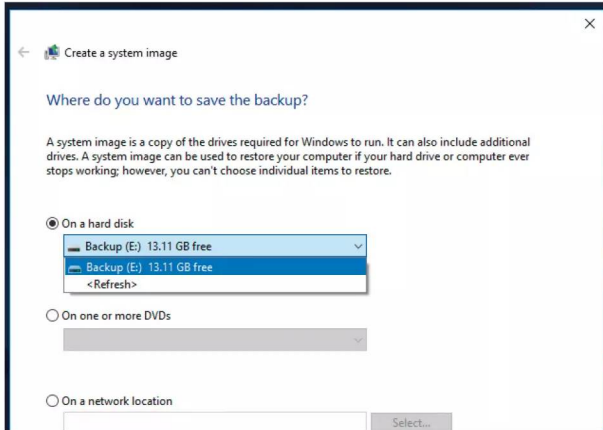 Create a system image
Where do you want to save the backup?
A system image is a copy of the drives required for Windows to run. It can also include additional
drives. A system image can be used to restore your computer if your hard drive or computer ever
stops working; however, you can't choose individual items to restore.
On a hard disk
Backup (E:) 13.11 GB free
Backup (E:) 13.11 GB free
<Refresh>
On one or more DVDs
On a network location
Select...